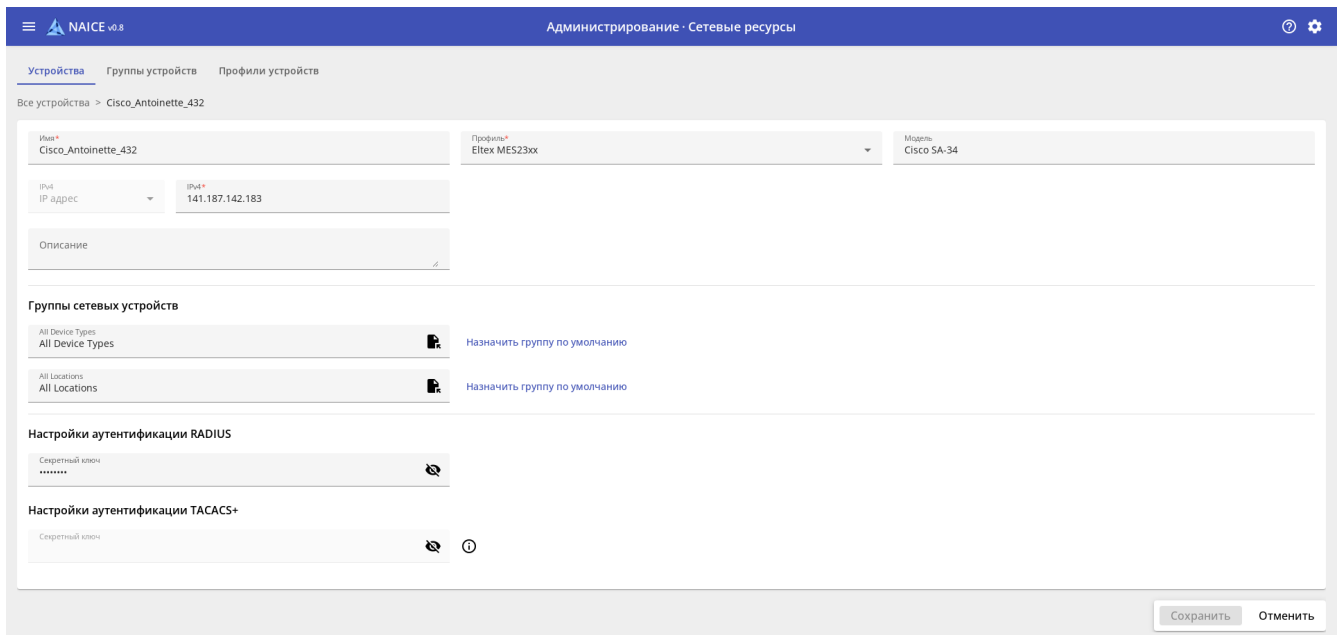 NAICE v0.8
Администрирование · Сетевые ресурсы
Устройства Группы устройств Профили устройств
Все устройства > Cisco_Antoinette_432
Имя* Профиль* Модель
Cisco_Antoinette_432 Eltex MES23xx Cisco SA-34
IPv4 IPv4*
IP адрес 141.187.142.183
Описание
Группы сетевых устройств
All Device Types
All Device Types Назначить группу по умолчанию
All Locations
All Locations Назначить группу по умолчанию
Настройки аутентификации RADIUS
Секретный ключ
••••••••
Настройки аутентификации TACACS+
Секретный ключ
Сохранить Отменить